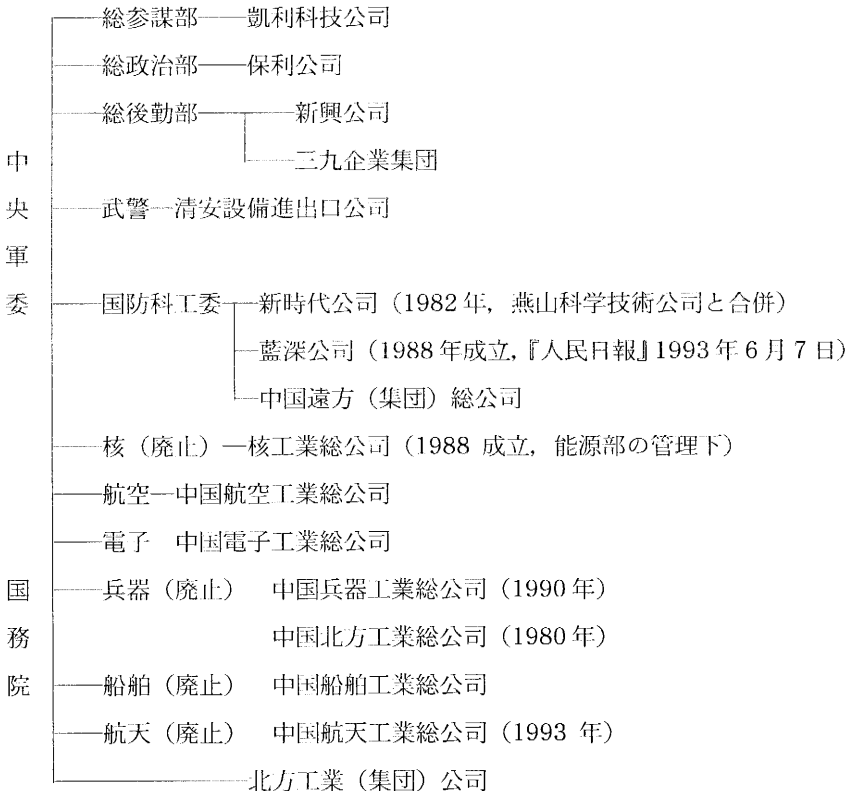 総参謀部──凱利科技公司
総政治部──保利公司
総後勤部──新興公司
三九企業集団
中央軍委
武警─清安設備進出口公司
国防科工委─新時代公司（1982年，燕山科学技術公司と合併）
藍深公司（1988年成立，『人民日報』1993年6月7日）
中国遠方（集団）総公司
核（廃止）―核工業総公司（1988 成立，能源部の管理下）
航空─中国航空工業総公司
電子　中国電子工業総公司
国務院
兵器（廃止）　中国兵器工業総公司（1990年）
中国北方工業総公司（1980年）
船舶（廃止）　中国船舶工業総公司
航天（廃止）　中国航天工業総公司（1993 年）
北方工業（集団）公司